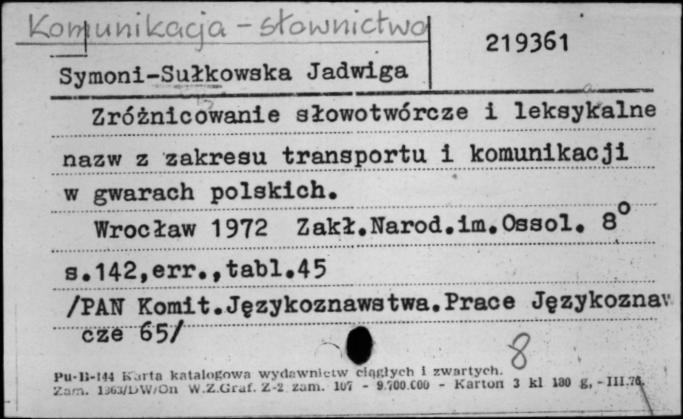 Komunikacja - słownictwo
219361
Symoni-Sułkowska Jadwiga
Zróżnicowanie słowotwórcze i leksykalne
nazw z zakresu transportu i komunikacji
w gwarach polskich.
Wrocław 1972 Zakł.Narod.im.Ossol. 8°
s.142,err.,tabl.45
/PAN Komit.Językoznawstwa.Prace Językoznaw
cze 65/
8
Pu-B-144 Karta katalogowa wydawnictw ciągłych i zwartych.
Zam. 1363/DW/On W.Z.Graf. Z-2 zam. 107 - 9.700.000 - Karton 3 kl 180 g, - III.76.